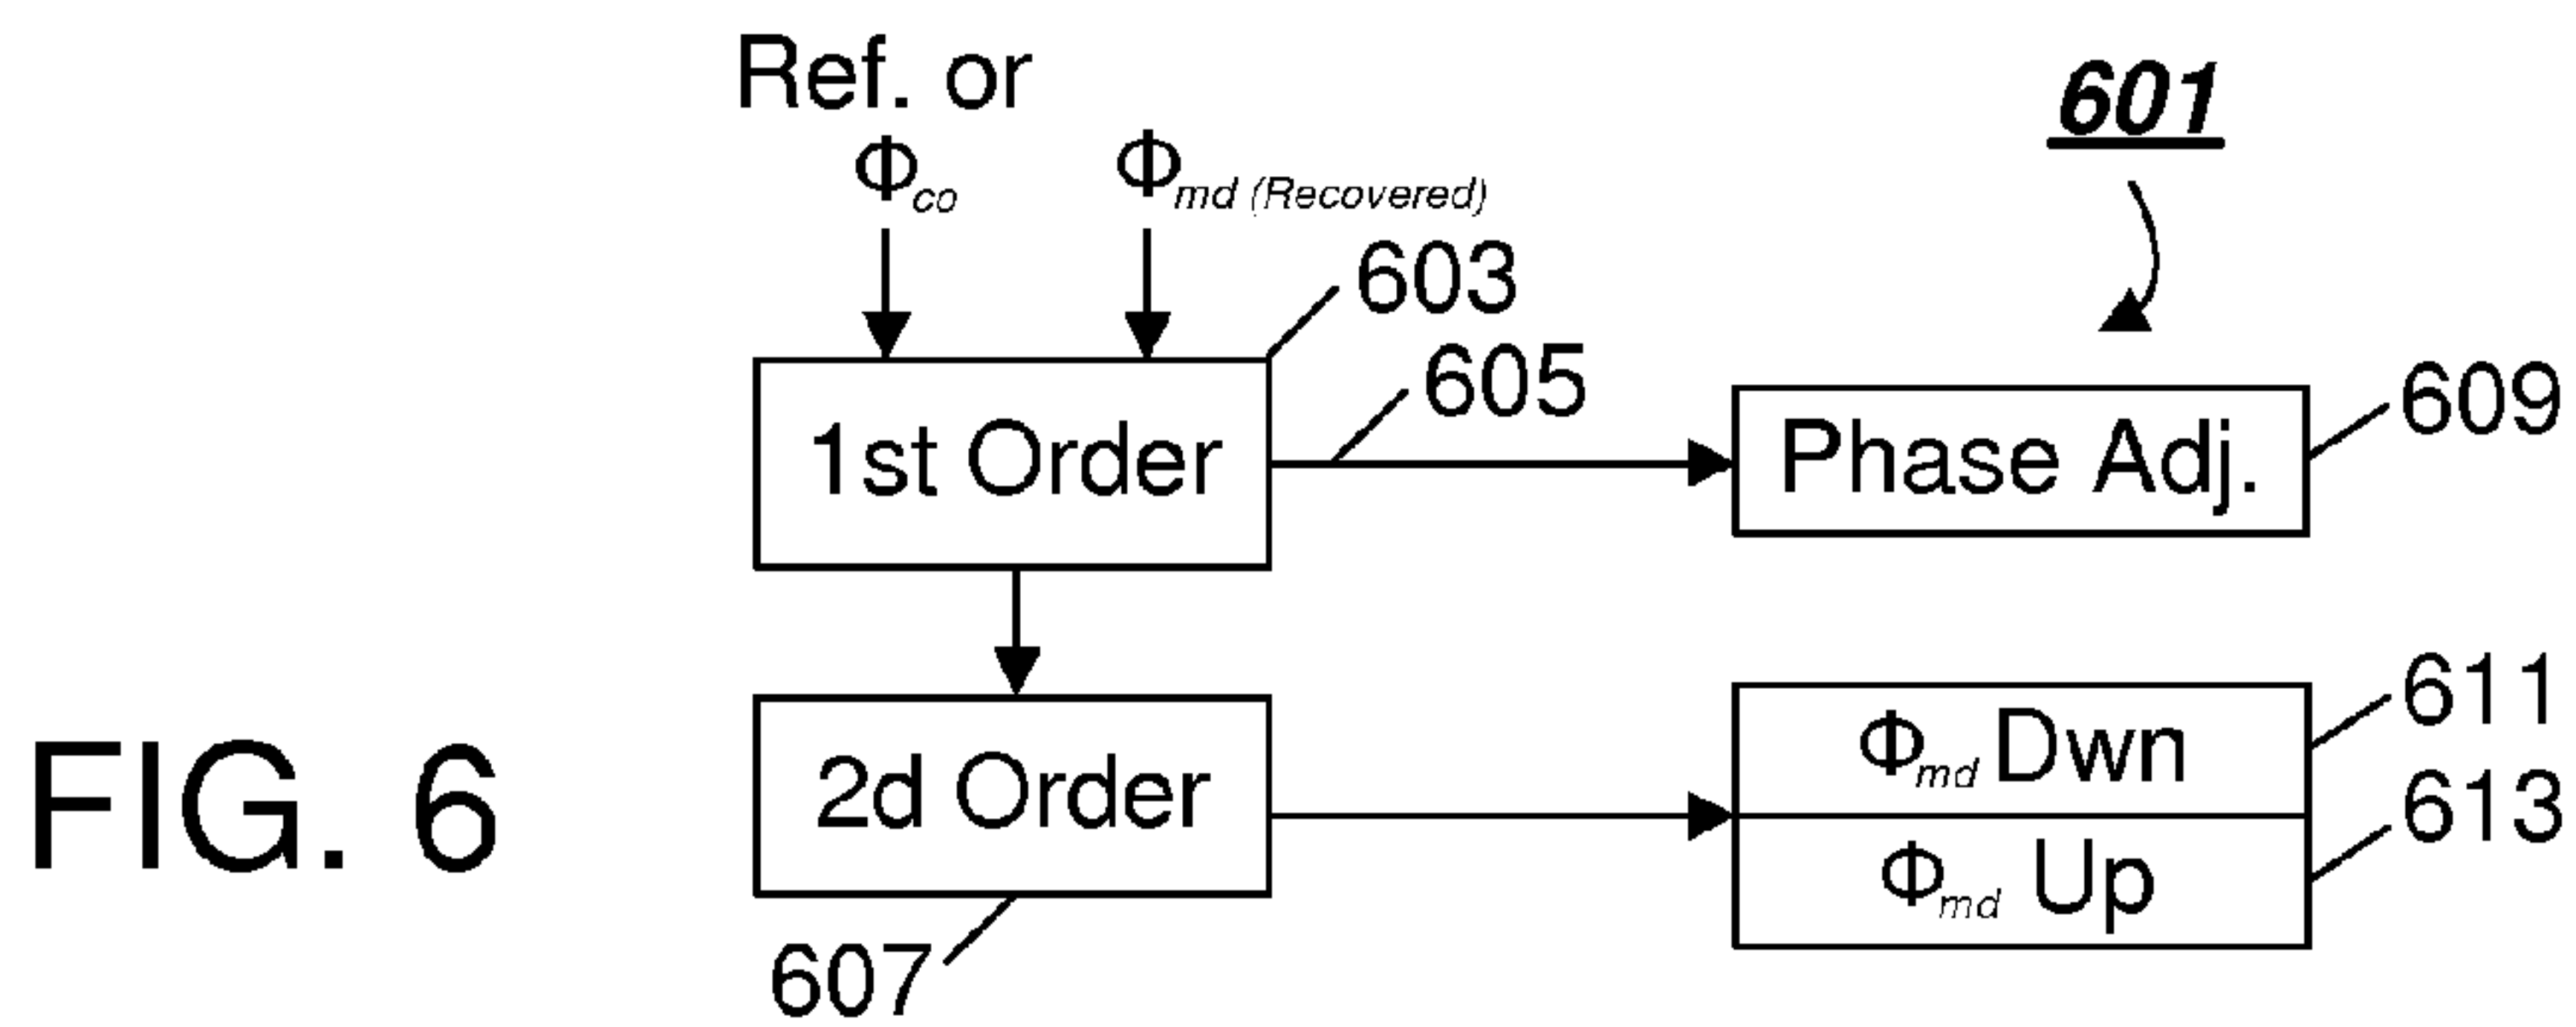 Ref. or
Φco
Φmd (Recovered)
601
603
605
1st Order
Phase Adj.
609
2d Order
Φmd Dwn
611
Φmd Up
613
607
FIG. 6